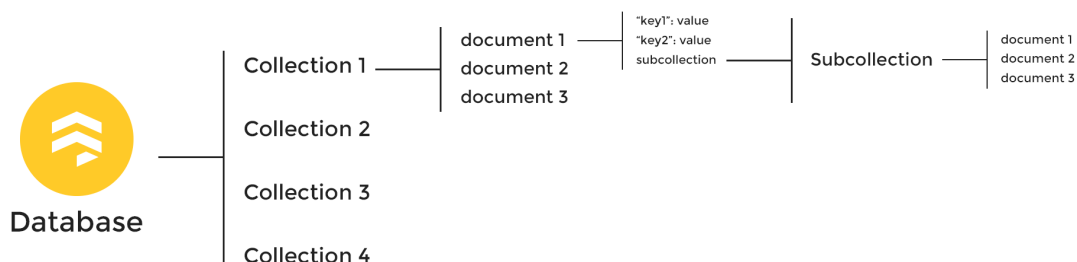 Database
Collection 1
Collection 2
Collection 3
Collection 4
document 1
document 2
document 3
“key1”: value
“key2”: value
subcollection
Subcollection
document 1
document 2
document 3